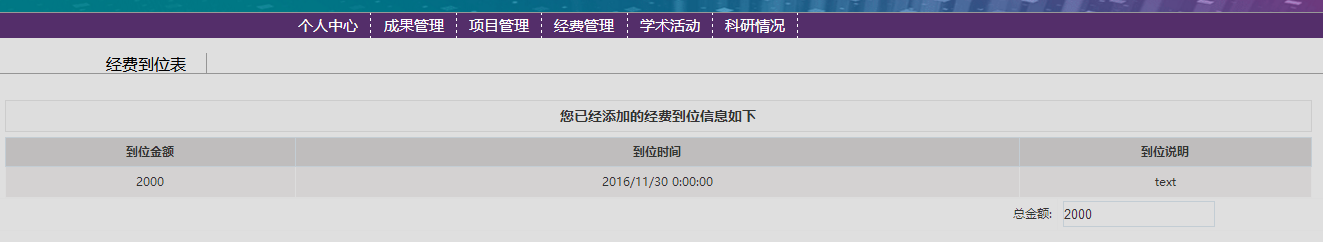 个人中心 成果管理 项目管理 经费管理 学术活动 科研情况
经费到位表
您已经添加的经费到位信息如下
到位金额 到位时间 到位说明
2000 2016/11/30 0:00:00 text
总金额: 2000